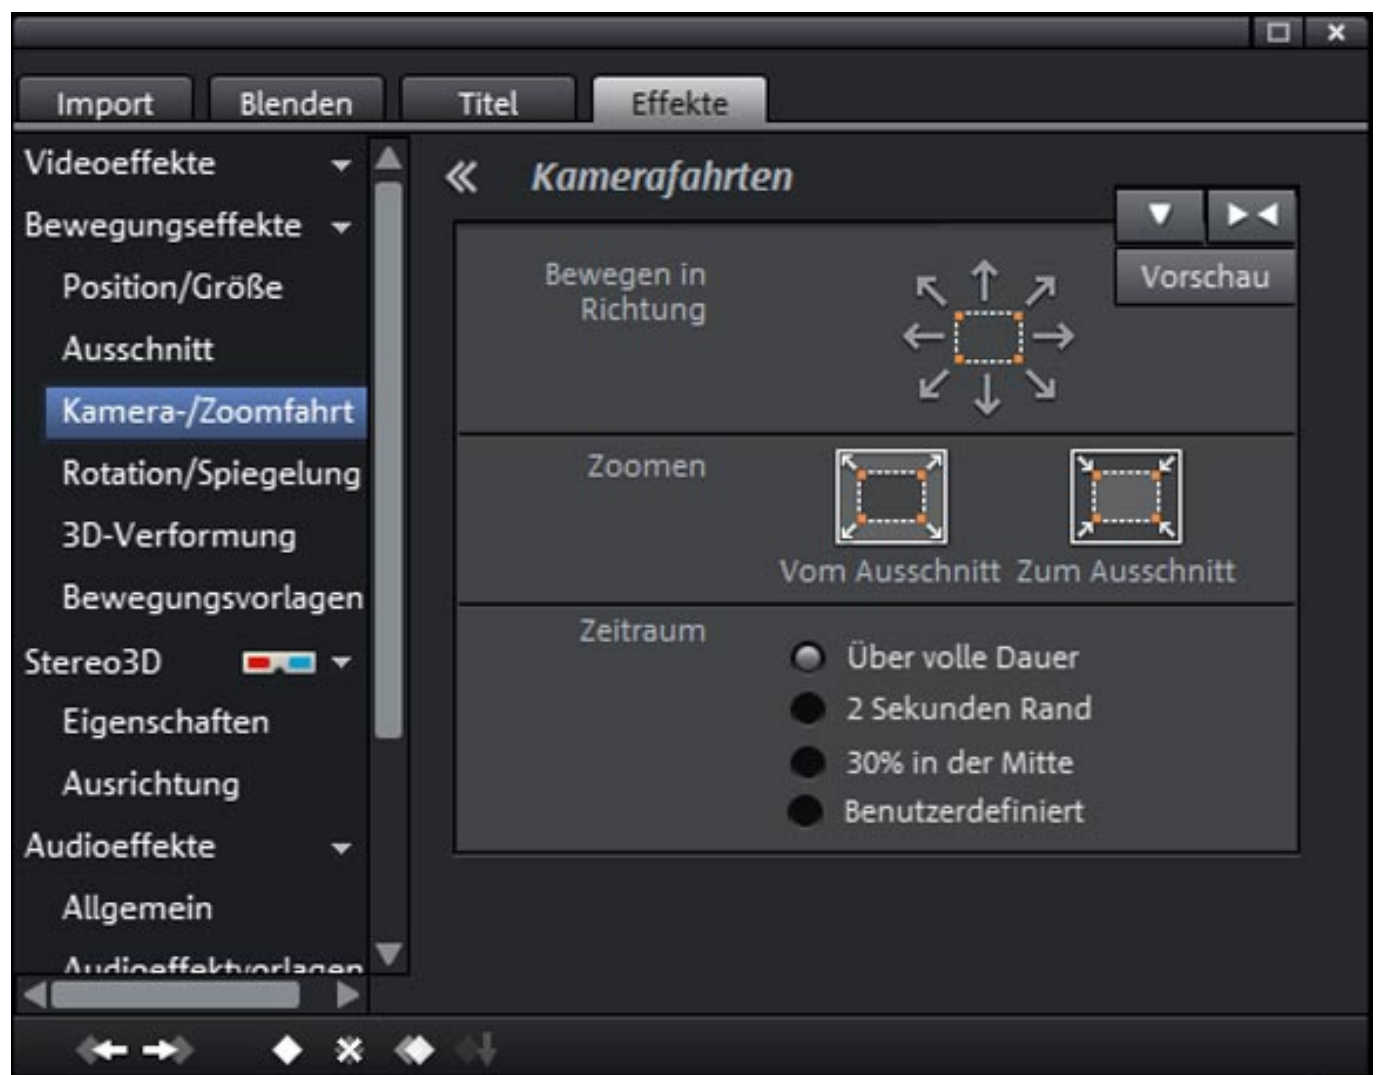 Import Blenden Titel Effekte
Videoeffekte
Bewegungseffekte
Position/Größe
Ausschnitt
Kamera-/Zoomfahrt
Rotation/Spiegelung
3D-Verformung
Bewegungsvorlagen
Stereo3D
Eigenschaften
Ausrichtung
Audioeffekte
Allgemein
Audioeffektvorlagen
Kamerafahrten
Vorschau
Bewegen in
Richtung
Zoomen
Vom Ausschnitt Zum Ausschnitt
Zeitraum
Über volle Dauer
2 Sekunden Rand
30% in der Mitte
Benutzerdefiniert